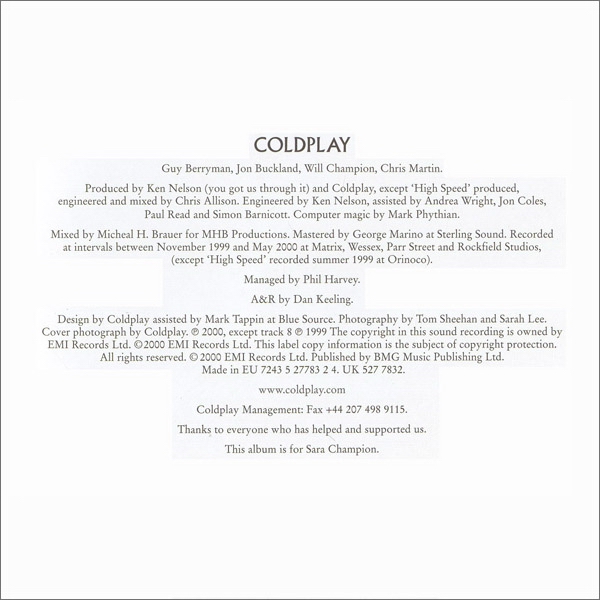 COLDPLAY
Guy Berryman, Jon Buckland, Will Champion, Chris Martin.
Produced by Ken Nelson (you got us through it) and Coldplay, except ‘High Speed’ produced,
engineered and mixed by Chris Allison. Engineered by Ken Nelson, assisted by Andrea Wright, Jon Coles,
Paul Read and Simon Barnicott. Computer magic by Mark Phythian.
Mixed by Micheal H. Brauer for MHB Productions. Mastered by George Marino at Sterling Sound. Recorded
at intervals between November 1999 and May 2000 at Matrix, Wessex, Parr Street and Rockfield Studios,
(except ‘High Speed’ recorded summer 1999 at Orinoco).
Managed by Phil Harvey.
A&R by Dan Keeling.
Design by Coldplay assisted by Mark Tappin at Blue Source. Photography by Tom Sheehan and Sarah Lee.
Cover photograph by Coldplay. ℗ 2000, except track 8 ℗ 1999 The copyright in this sound recording is owned by
EMI Records Ltd. © 2000 EMI Records Ltd. This label copy information is the subject of copyright protection.
All rights reserved. © 2000 EMI Records Ltd. Published by BMG Music Publishing Ltd.
Made in EU 7243 5 27783 2 4. UK 527 7832.
www.coldplay.com
Coldplay Management: Fax +44 207 498 9115.
Thanks to everyone who has helped and supported us.
This album is for Sara Champion.